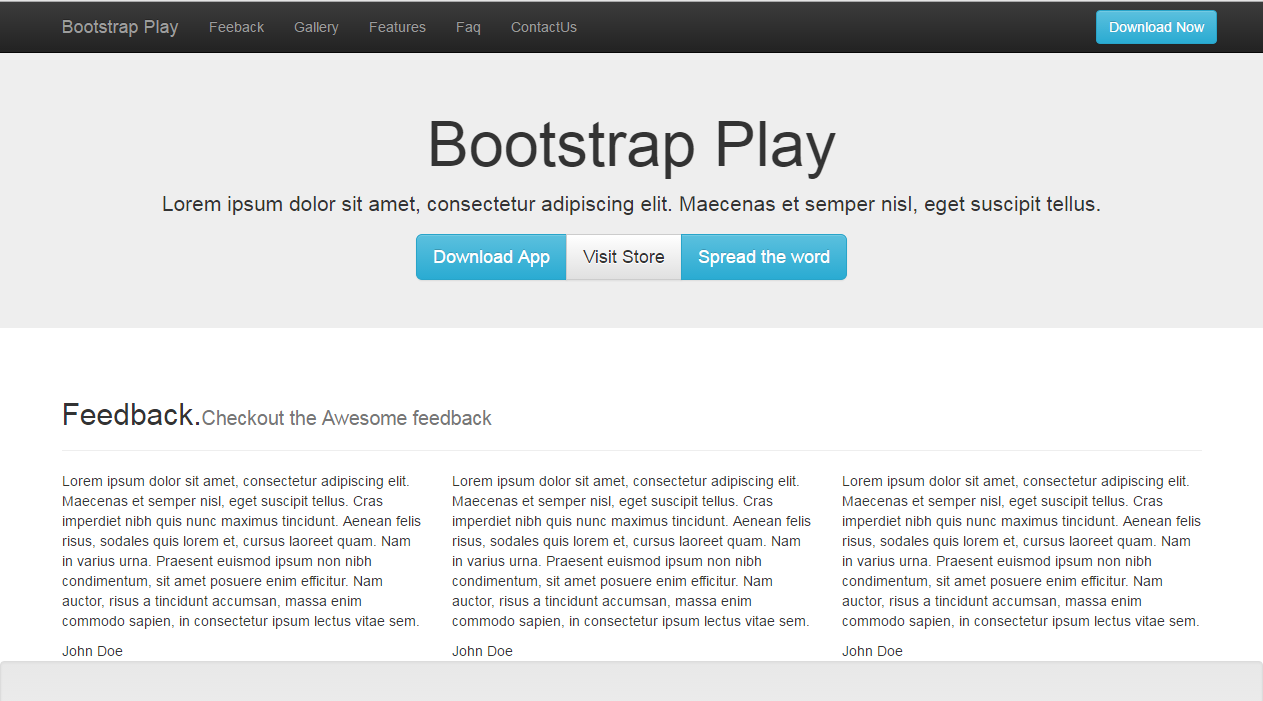 Bootstrap Play Feeback Gallery Features Faq ContactUs Download Now
Bootstrap Play
Lorem ipsum dolor sit amet, consectetur adipiscing elit. Maecenas et semper nisl, eget suscipit tellus.
Download App Visit Store Spread the word
Feedback.Checkout the Awesome feedback
Lorem ipsum dolor sit amet, consectetur adipiscing elit.
Maecenas et semper nisl, eget suscipit tellus. Cras
imperdiet nibh quis nunc maximus tincidunt. Aenean felis
risus, sodales quis lorem et, cursus laoreet quam. Nam
in varius urna. Praesent euismod ipsum non nibh
condimentum, sit amet posuere enim efficitur. Nam
auctor, risus a tincidunt accumsan, massa enim
commodo sapien, in consectetur ipsum lectus vitae sem.
John Doe
Lorem ipsum dolor sit amet, consectetur adipiscing elit.
Maecenas et semper nisl, eget suscipit tellus. Cras
imperdiet nibh quis nunc maximus tincidunt. Aenean felis
risus, sodales quis lorem et, cursus laoreet quam. Nam
in varius urna. Praesent euismod ipsum non nibh
condimentum, sit amet posuere enim efficitur. Nam
auctor, risus a tincidunt accumsan, massa enim
commodo sapien, in consectetur ipsum lectus vitae sem.
John Doe
Lorem ipsum dolor sit amet, consectetur adipiscing elit.
Maecenas et semper nisl, eget suscipit tellus. Cras
imperdiet nibh quis nunc maximus tincidunt. Aenean felis
risus, sodales quis lorem et, cursus laoreet quam. Nam
in varius urna. Praesent euismod ipsum non nibh
condimentum, sit amet posuere enim efficitur. Nam
auctor, risus a tincidunt accumsan, massa enim
commodo sapien, in consectetur ipsum lectus vitae sem.
John Doe